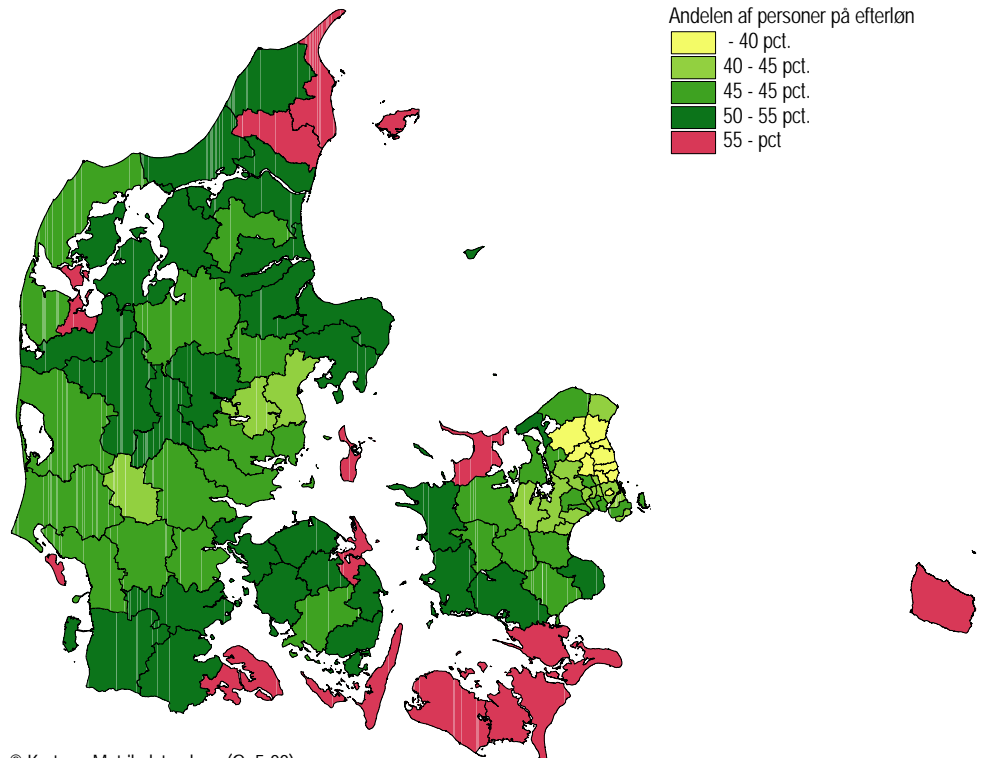 Andelen af personer på efterløn
- 40 pct.
40 - 45 pct.
45 - 45 pct.
50 - 55 pct.
55 - pct